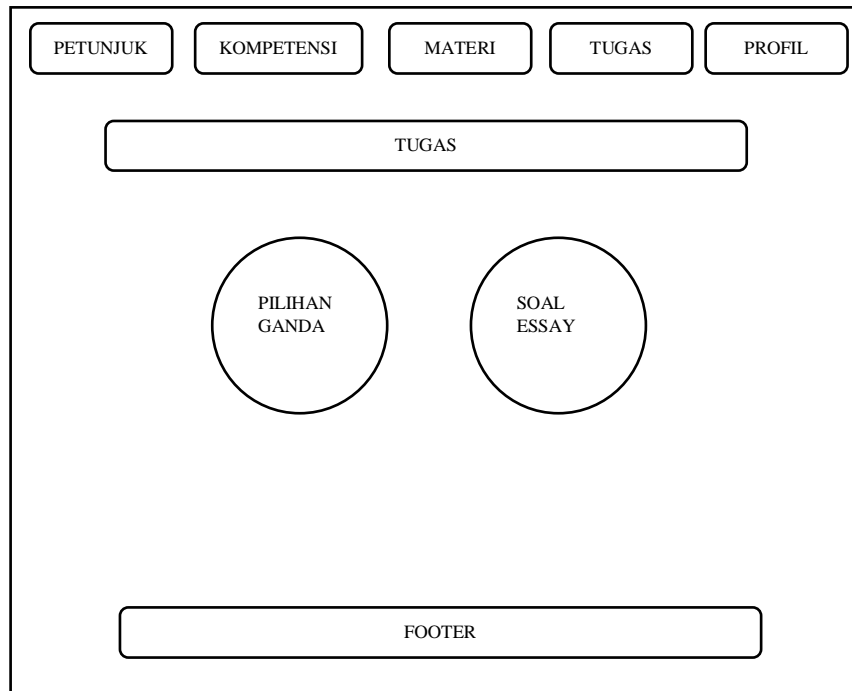 PETUNJUK KOMPETENSI MATERI TUGAS PROFIL
TUGAS
PILIHAN
GANDA
SOAL
ESSAY
FOOTER